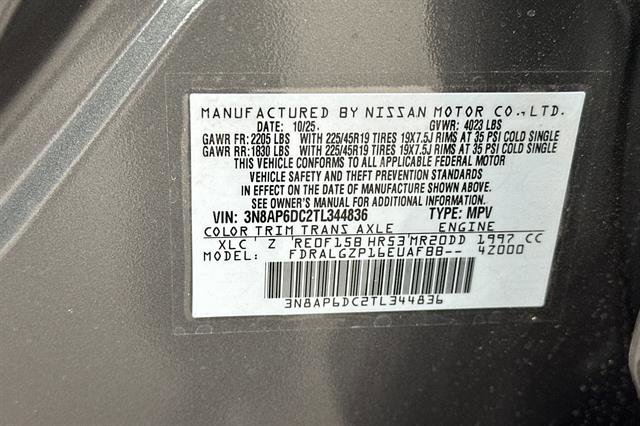 MANUFACTURED BY NISSAN MOTOR CO., LTD.
DATE: 10/25 GVWR: 4023 LBS
GAWR FR: 2205 LBS WITH 225/45R19 TIRES 19X7.5J RIMS AT 35 PSI COLD SINGLE
GAWR RR: 1830 LBS WITH 225/45R19 TIRES 19X7.5J RIMS AT 35 PSI COLD SINGLE
THIS VEHICLE CONFORMS TO ALL APPLICABLE FEDERAL MOTOR
VEHICLE SAFETY AND THEFT PREVENTION STANDARDS
IN EFFECT ON THE DATE OF MANUFACTURE SHOWN ABOVE.
SEE OWNER'S MANUAL FOR ADDITIONAL INFORMATION.
VIN: 3N8AP6DC2TL344836 TYPE: MPV
COLOR TRIM TRANS AXLE ENGINE
XLC Z RE0F15B HR53 MR20DD 1997 CC
MODEL: FDRALGZP16EUAFBB-- 4Z000
3N8AP6DC2TL344836